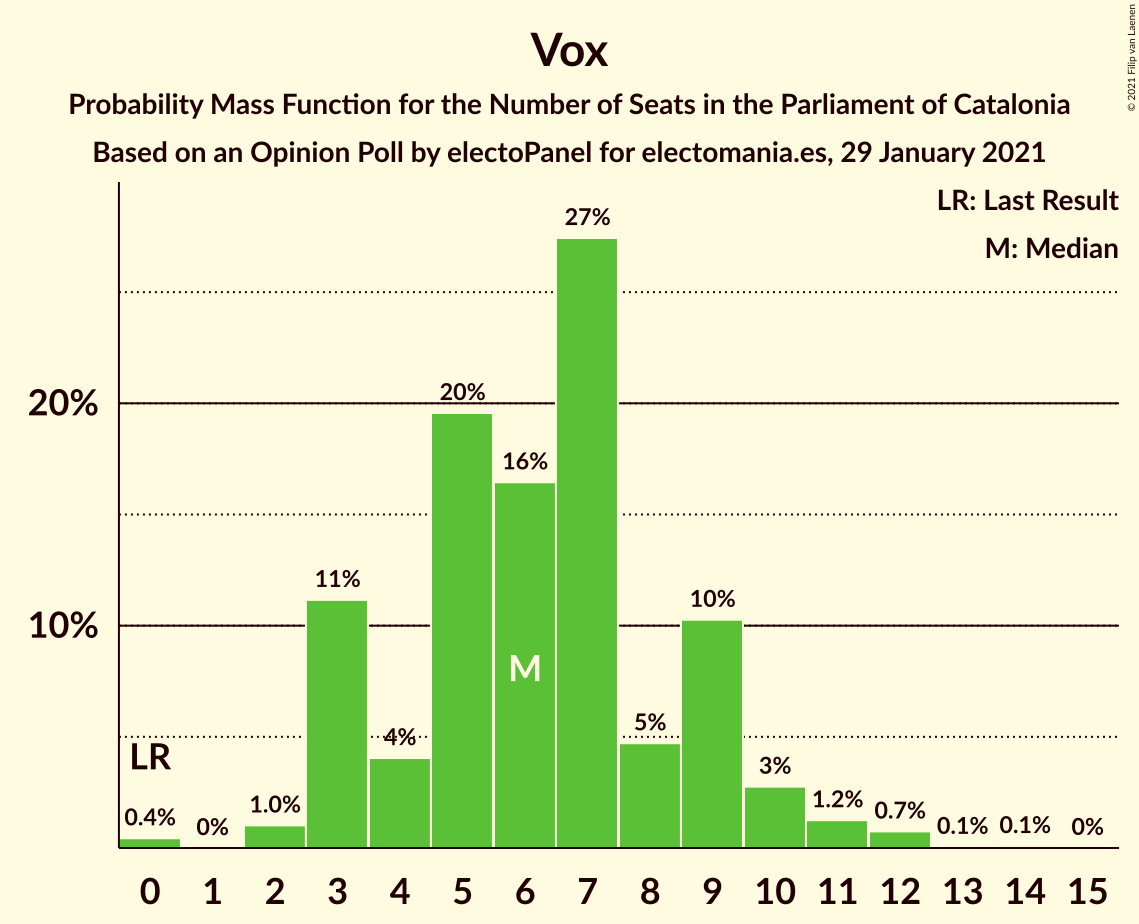 Vox
Probability Mass Function for the Number of Seats in the Parliament of Catalonia
Based on an Opinion Poll by electoPanel for electomania.es, 29 January 2021
© 2021 Filip van Laenen
LR: Last Result
M: Median
27%
20%
20%
16%
11%
10%
10%
M
5%
4%
LR
3%
0.4%
0%
1.0%
1.2%
0.7%
0.1%
0.1%
0%
0 1 2 3 4 5 6 7 8 9 10 11 12 13 14 15